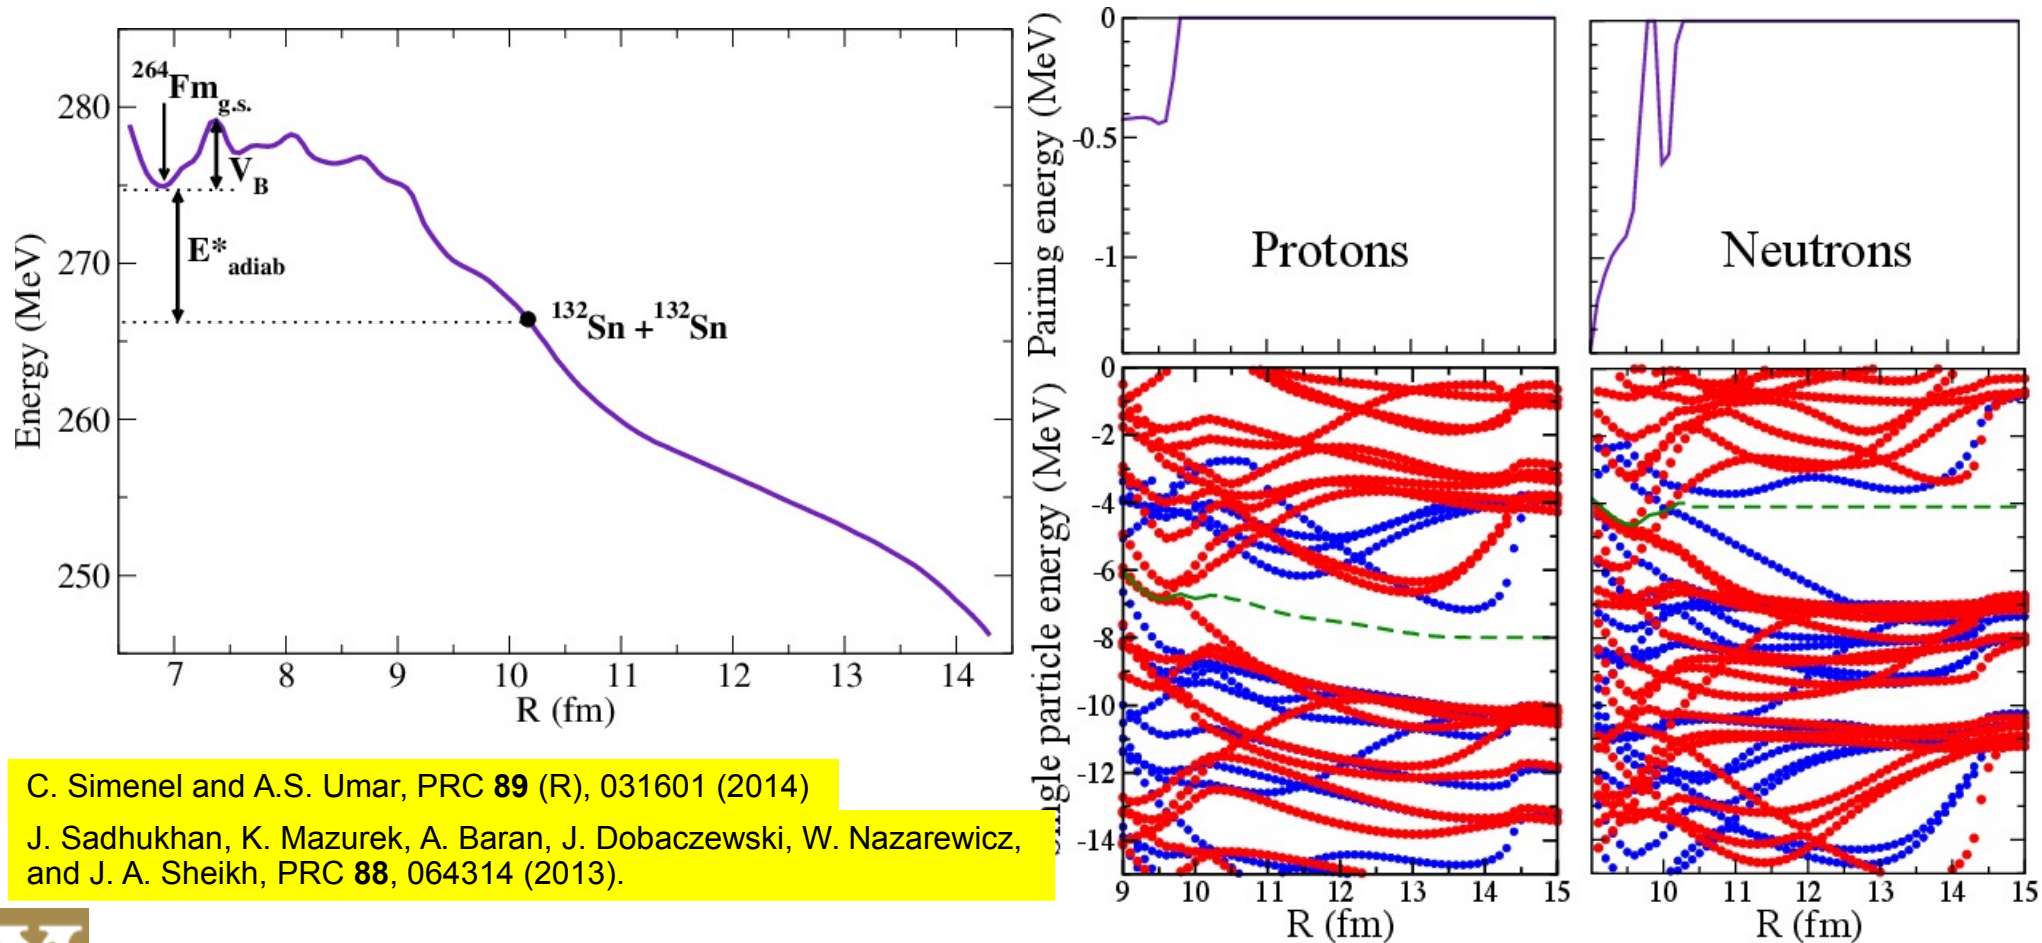 264Fm g.s.
V B
E* adiab
132Sn + 132Sn
280
270
260
250
Energy (MeV)
7 8 9 10 11 12 13 14
R (fm)
0
-0.5
-1
Pairing energy (MeV)
Protons
Neutrons
0
-2
-4
-6
-8
-10
-12
-14
particle energy (MeV)
9 10 11 12 13 14 15
R (fm)
10 11 12 13 14 15
R (fm)
C. Simenel and A.S. Umar, PRC 89 (R), 031601 (2014)
J. Sadhukhan, K. Mazurek, A. Baran, J. Dobaczewski, W. Nazarewicz,
and J. A. Sheikh, PRC 88, 064314 (2013).